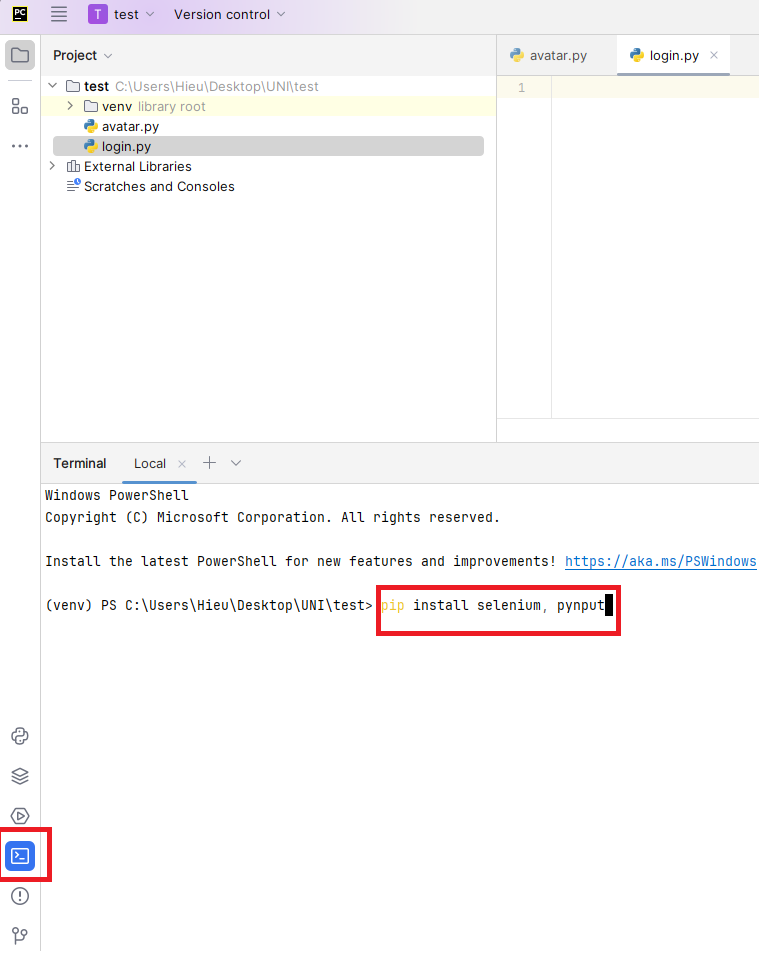 PC T test Version control
Project
avatar.py login.py
test C:\Users\Hieu\Desktop\UNI\test
1
venv library root
avatar.py
login.py
External Libraries
Scratches and Consoles
Terminal Local
Windows PowerShell
Copyright (C) Microsoft Corporation. All rights reserved.
Install the latest PowerShell for new features and improvements! https://aka.ms/PSWindows
(venv) PS C:\Users\Hieu\Desktop\UNI\test> pip install selenium, pynput